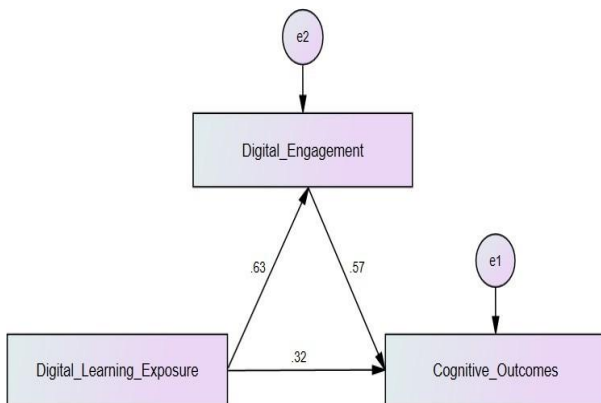 e2
Digital_Engagement
.63
.57
e1
Digital_Learning_Exposure
.32
Cognitive_Outcomes